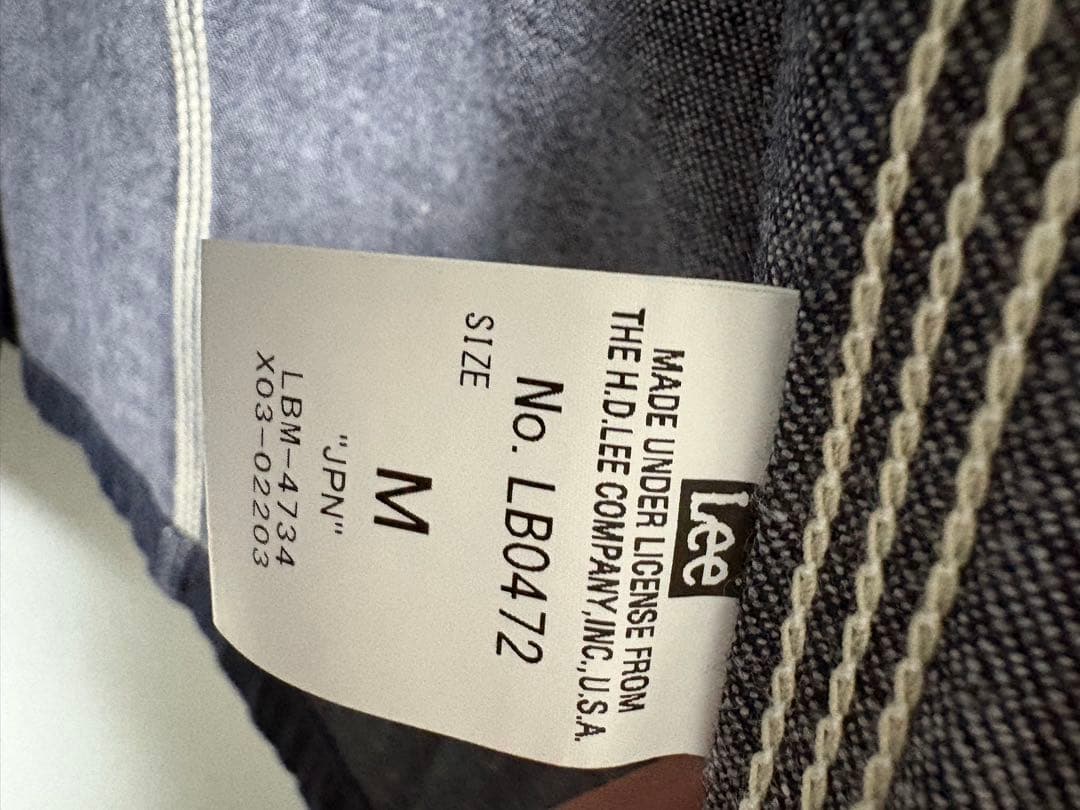 Lee
MADE UNDER LICENSE FROM
THE H.D.LEE COMPANY,INC.,U.S.A.
No. LB0472
SIZE
M
"JPN"
LBM-4734
X03-02203